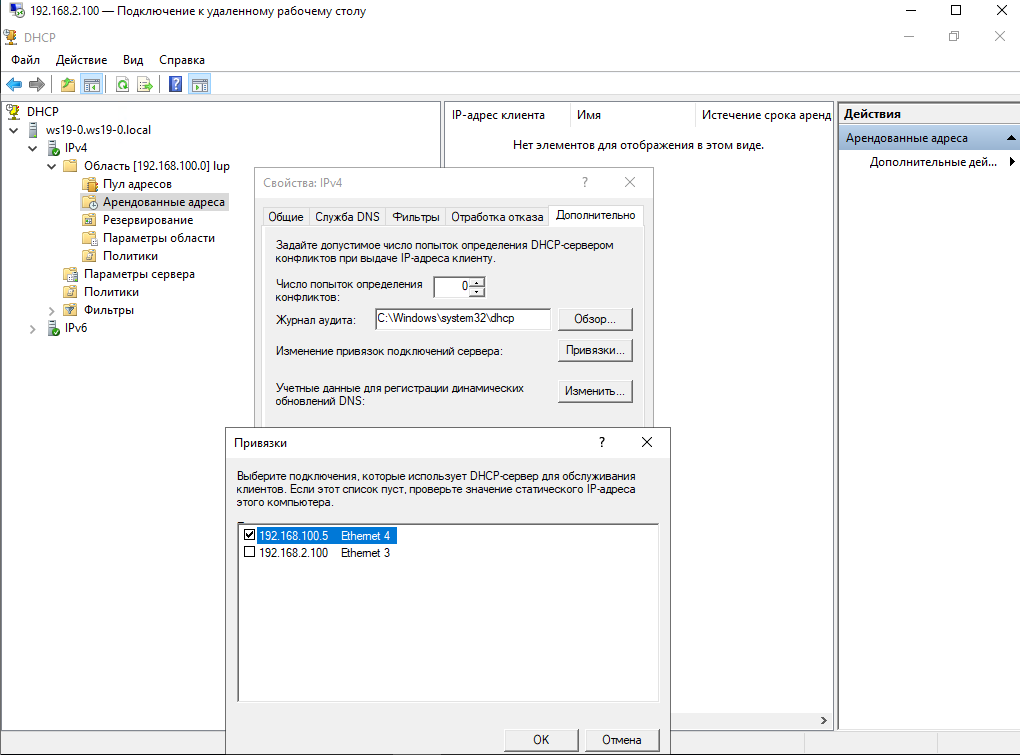 192.168.2.100 — Подключение к удаленному рабочему столу
DHCP
Файл Действие Вид Справка
DHCP
ws19-0.ws19-0.local
IPv4
Область [192.168.100.0] lup
Пул адресов
Арендованные адреса
Резервирование
Параметры области
Политики
Параметры сервера
Политики
Фильтры
IPv6
IP-адрес клиента Имя Истечение срока аренд
Нет элементов для отображения в этом виде.
Действия
Арендованные адреса
Дополнительные дей...
Свойства: IPv4 ?
Общие Служба DNS Фильтры Отработка отказа Дополнительно
Задайте допустимое число попыток определения DHCP-сервером
конфликтов при выдаче IP-адреса клиенту.
Число попыток определения
конфликтов:
0
Журнал аудита: C:\Windows\system32\dhcp Обзор...
Изменение привязок подключений сервера: Привязки...
Учетные данные для регистрации динамических
обновлений DNS:
Изменить...
Привязки ?
Выберите подключения, которые использует DHCP-сервер для обслуживания
клиентов. Если этот список пуст, проверьте значение статического IP-адреса
этого компьютера.
192.168.100.5 Ethernet 4
192.168.2.100 Ethernet 3
OK Отмена